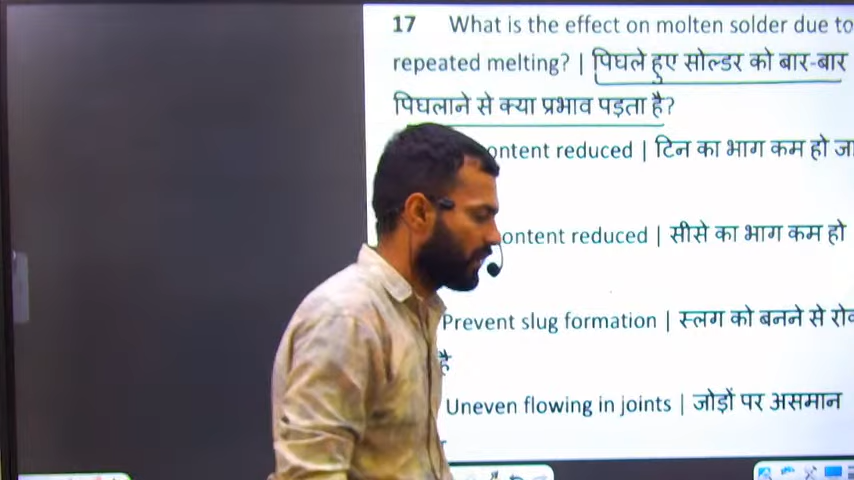 17 What is the effect on molten solder due to
repeated melting? | पिघले हुए सोल्डर को बार-बार
पिघलाने से क्या प्रभाव पड़ता है?
content reduced | टिन का भाग कम हो
content reduced | सीसे का भाग कम हो
Prevent slug formation | स्लग को बनने से
है
Uneven flowing in joints | जोड़ों पर असमान